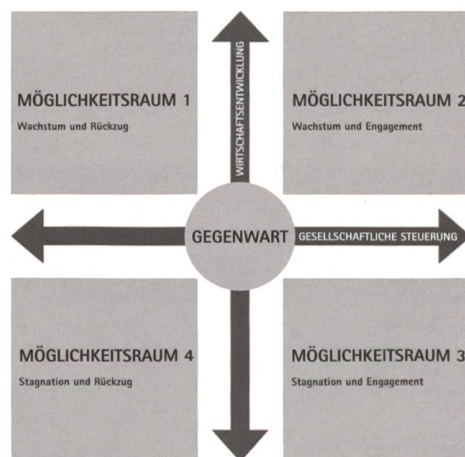 MÖGLICHKEITSRAUM 1
Wachstum und Rückzug
WIRTSCHAFTSENTWICKLUNG
MÖGLICHKEITSRAUM 2
Wachstum und Engagement
GEGENWART
GESELLSCHAFTLICHE STEUERUNG
MÖGLICHKEITSRAUM 4
Stagnation und Rückzug
MÖGLICHKEITSRAUM 3
Stagnation und Engagement